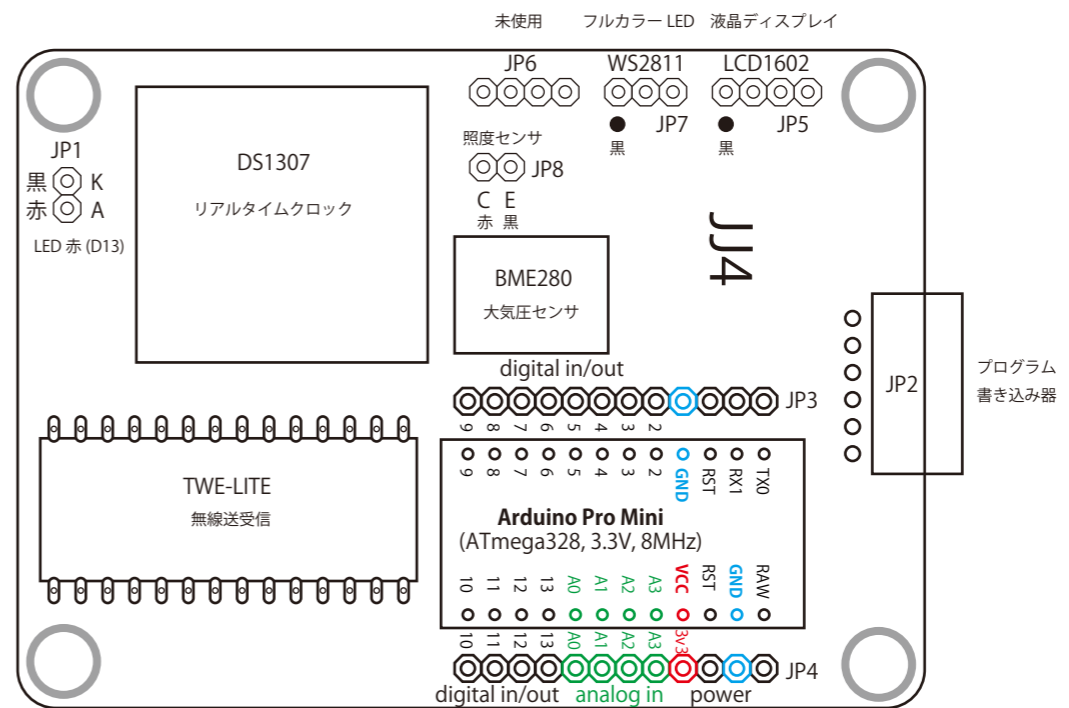 未使用
フルカラー LED
液晶ディスプレイ
JP6
WS2811
LCD1602
JP7
JP5
黒
黒
照度センサ
JP8
C E
赤 黒
JP1
黒 K
赤 A
LED 赤 (D13)
DS1307
リアルタイムクロック
BME280
大気圧センサ
JJ4
JP2
プログラム
書き込み器
digital in/out
JP3
9 8 7 6 5 4 3 2
9 8 7 6 5 4 3 2 GND RST RX1 TX0
TWE-LITE
無線送受信
Arduino Pro Mini
(ATmega328, 3.3V, 8MHz)
10 11 12 13 A0 A1 A2 A3 VCC RST GND RAW
10 11 12 13 A0 A1 A2 A3 3v3
JP4
digital in/out analog in power